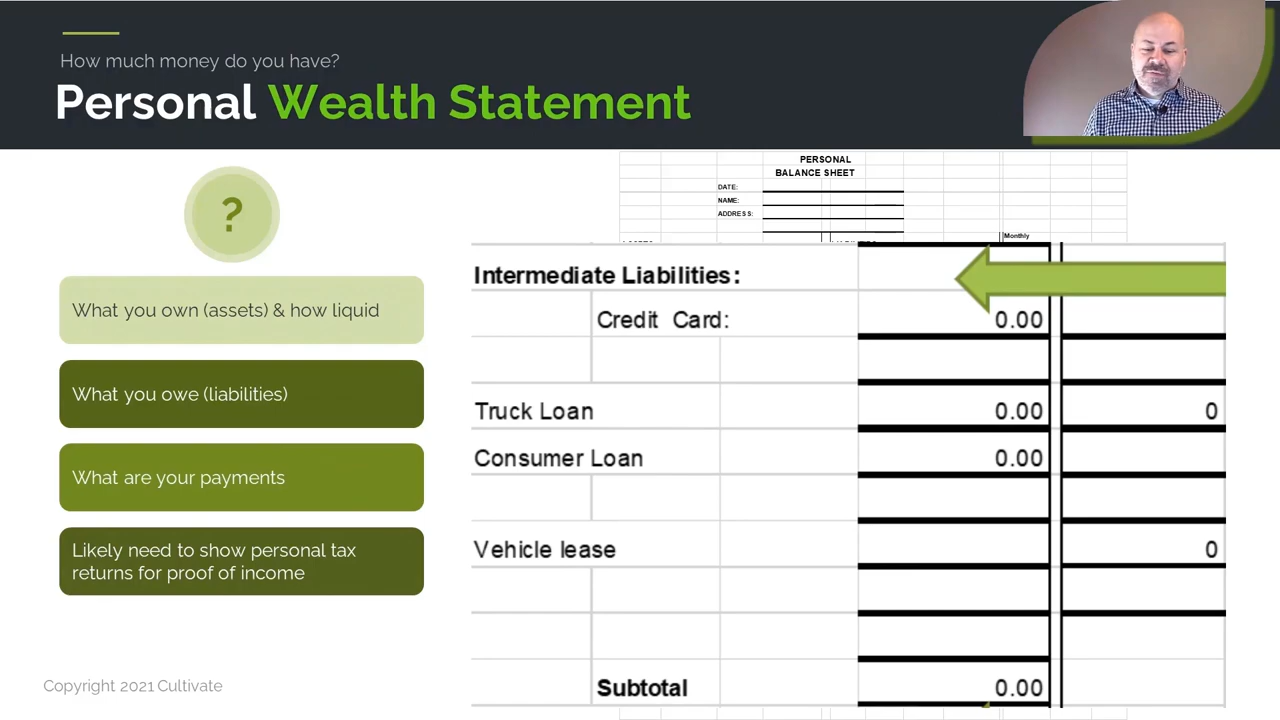 How much money do you have?
Personal Wealth Statement
?
What you own (assets) & how liquid
What you owe (liabilities)
What are your payments
Likely need to show personal tax
returns for proof of income
PERSONAL
BALANCE SHEET
DATE:
NAME:
ADDRESS:
Monthly
Intermediate Liabilities:
Credit Card: 0.00
Truck Loan 0.00 0
Consumer Loan 0.00
Vehicle lease 0
Subtotal 0.00
Copyright 2021 Cultivate